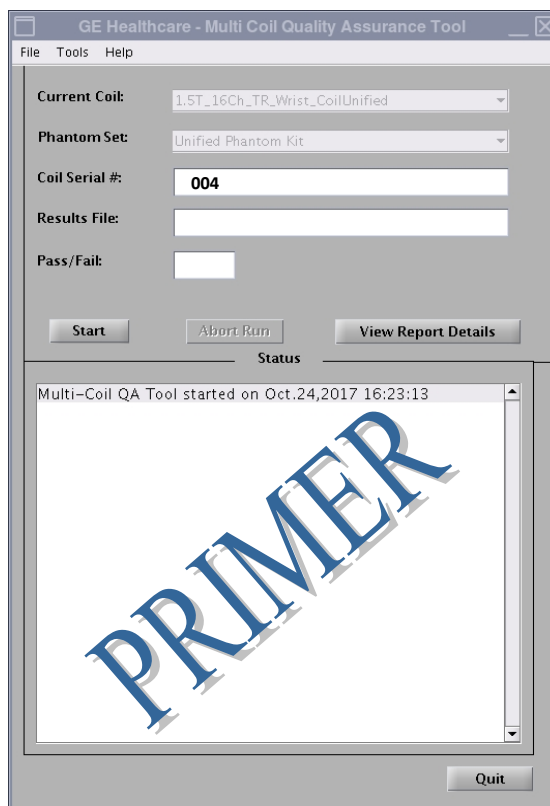 GE Healthcare - Multi Coil Quality Assurance Tool
File Tools Help
Current Coil: 1.5T_16Ch_TR_Wrist_CoilUnified
Phantom Set: Unified Phantom Kit
Coil Serial #: 004
Results File:
Pass/Fail:
Start Abort Run View Report Details
Status
Multi-Coil QA Tool started on Oct.24,2017 16:23:13
PRIMER
Quit